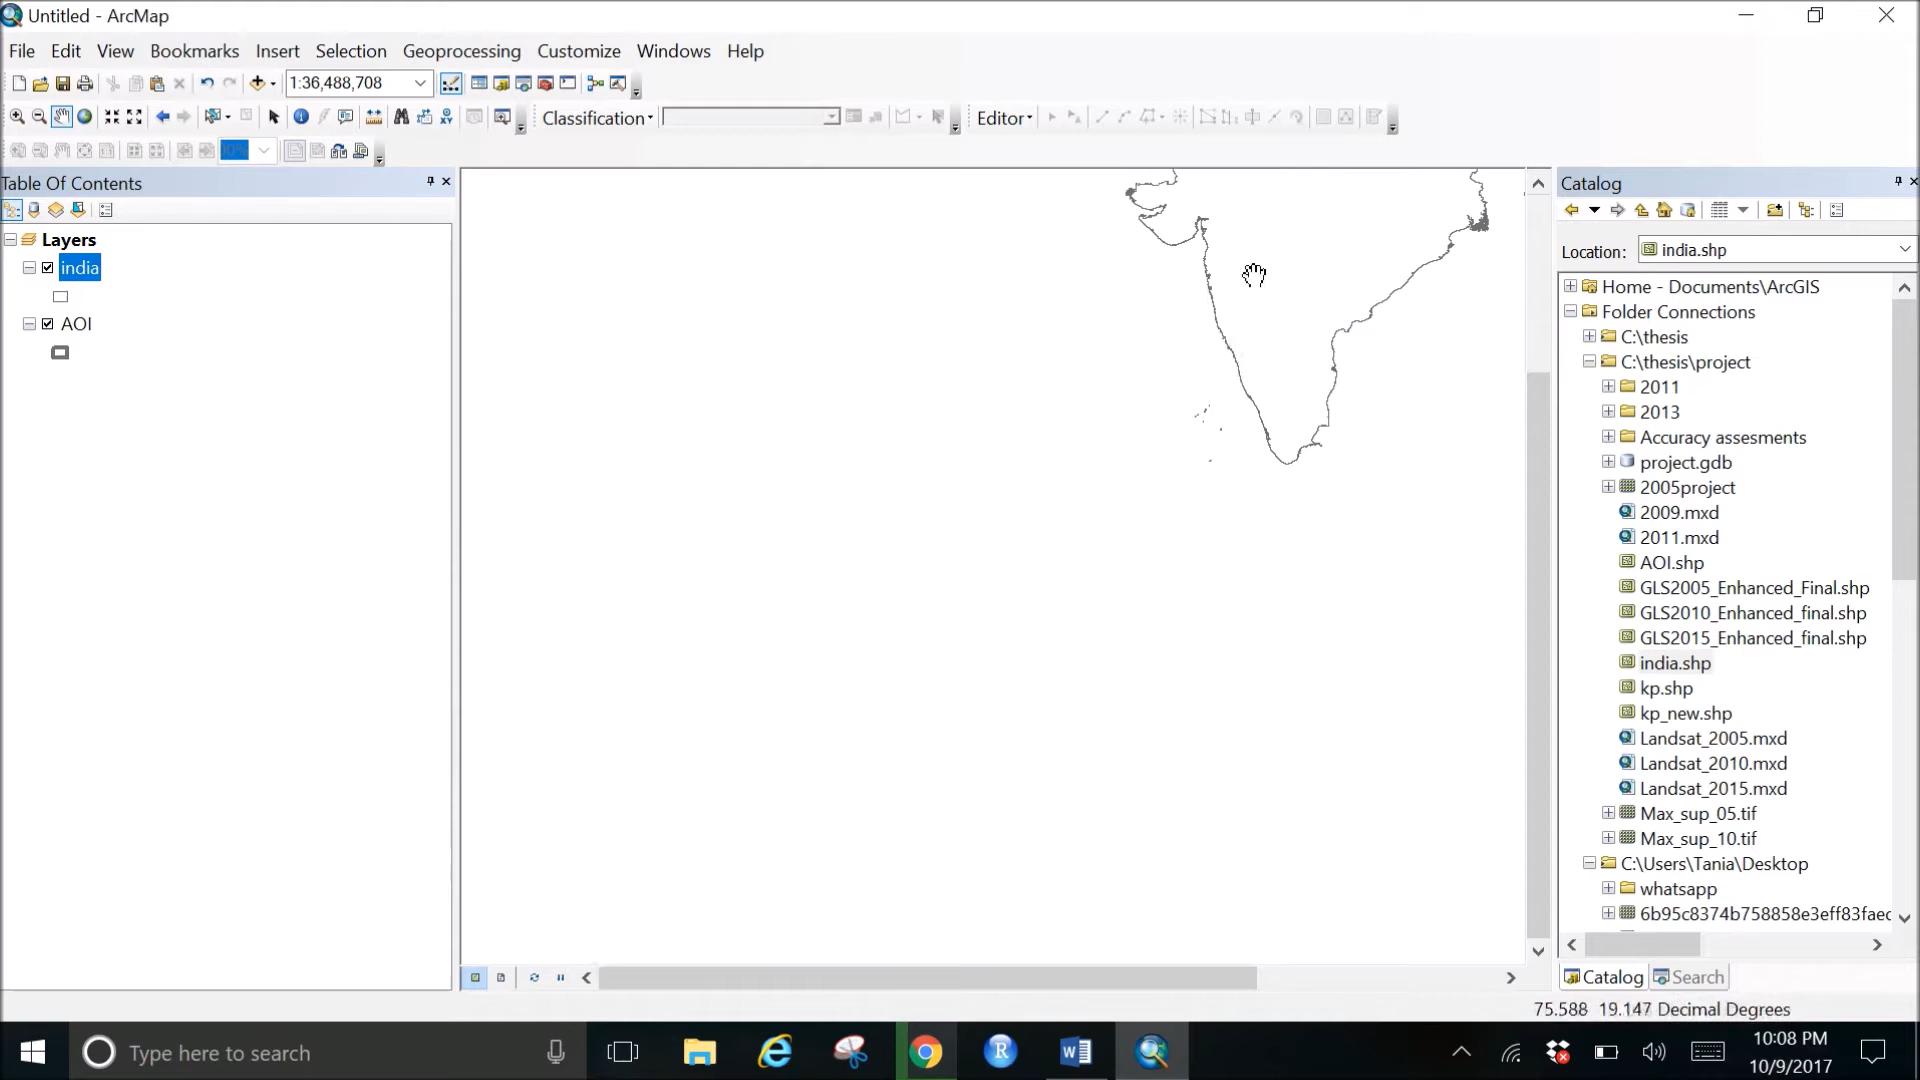 Untitled - ArcMap
File Edit View Bookmarks Insert Selection Geoprocessing Customize Windows Help
1:36,488,708
Classification Editor
10%
Table Of Contents
Layers
india
AOI
Catalog
Location: india.shp
Home - Documents\ArcGIS
Folder Connections
C:\thesis
C:\thesis\project
2011
2013
Accuracy assesments
project.gdb
2005project
2009.mxd
2011.mxd
AOI.shp
GLS2005_Enhanced_Final.shp
GLS2010_Enhanced_final.shp
GLS2015_Enhanced_final.shp
india.shp
kp.shp
kp_new.shp
Landsat_2005.mxd
Landsat_2010.mxd
Landsat_2015.mxd
Max_sup_05.tif
Max_sup_10.tif
C:\Users\Tania\Desktop
whatsapp
6b95c8374b758858e3eff83faec
Catalog Search
75.588 19.147 Decimal Degrees
Type here to search
10:08 PM
10/9/2017